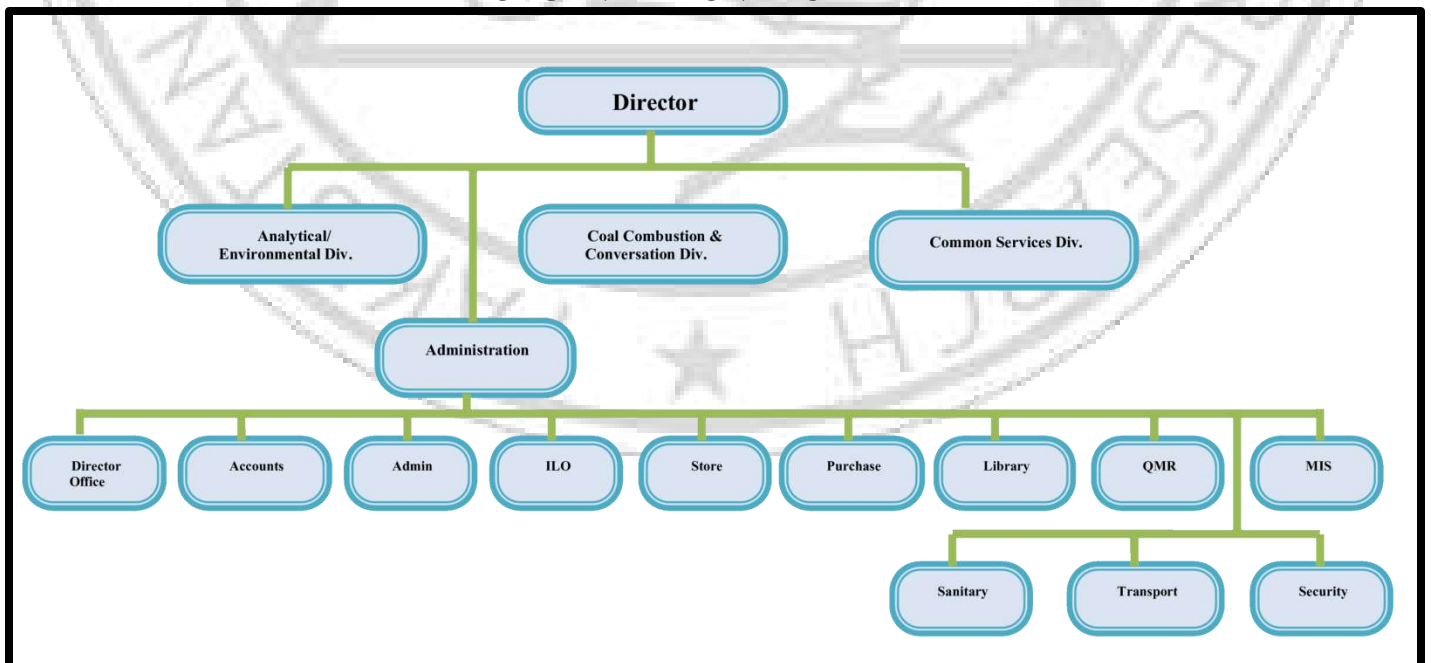 Director
Analytical/
Environmental Div.
Coal Combustion &
Conversation Div.
Common Services Div.
Administration
Director
Office
Accounts
Admin
ILO
Store
Purchase
Library
QMR
MIS
Sanitary
Transport
Security